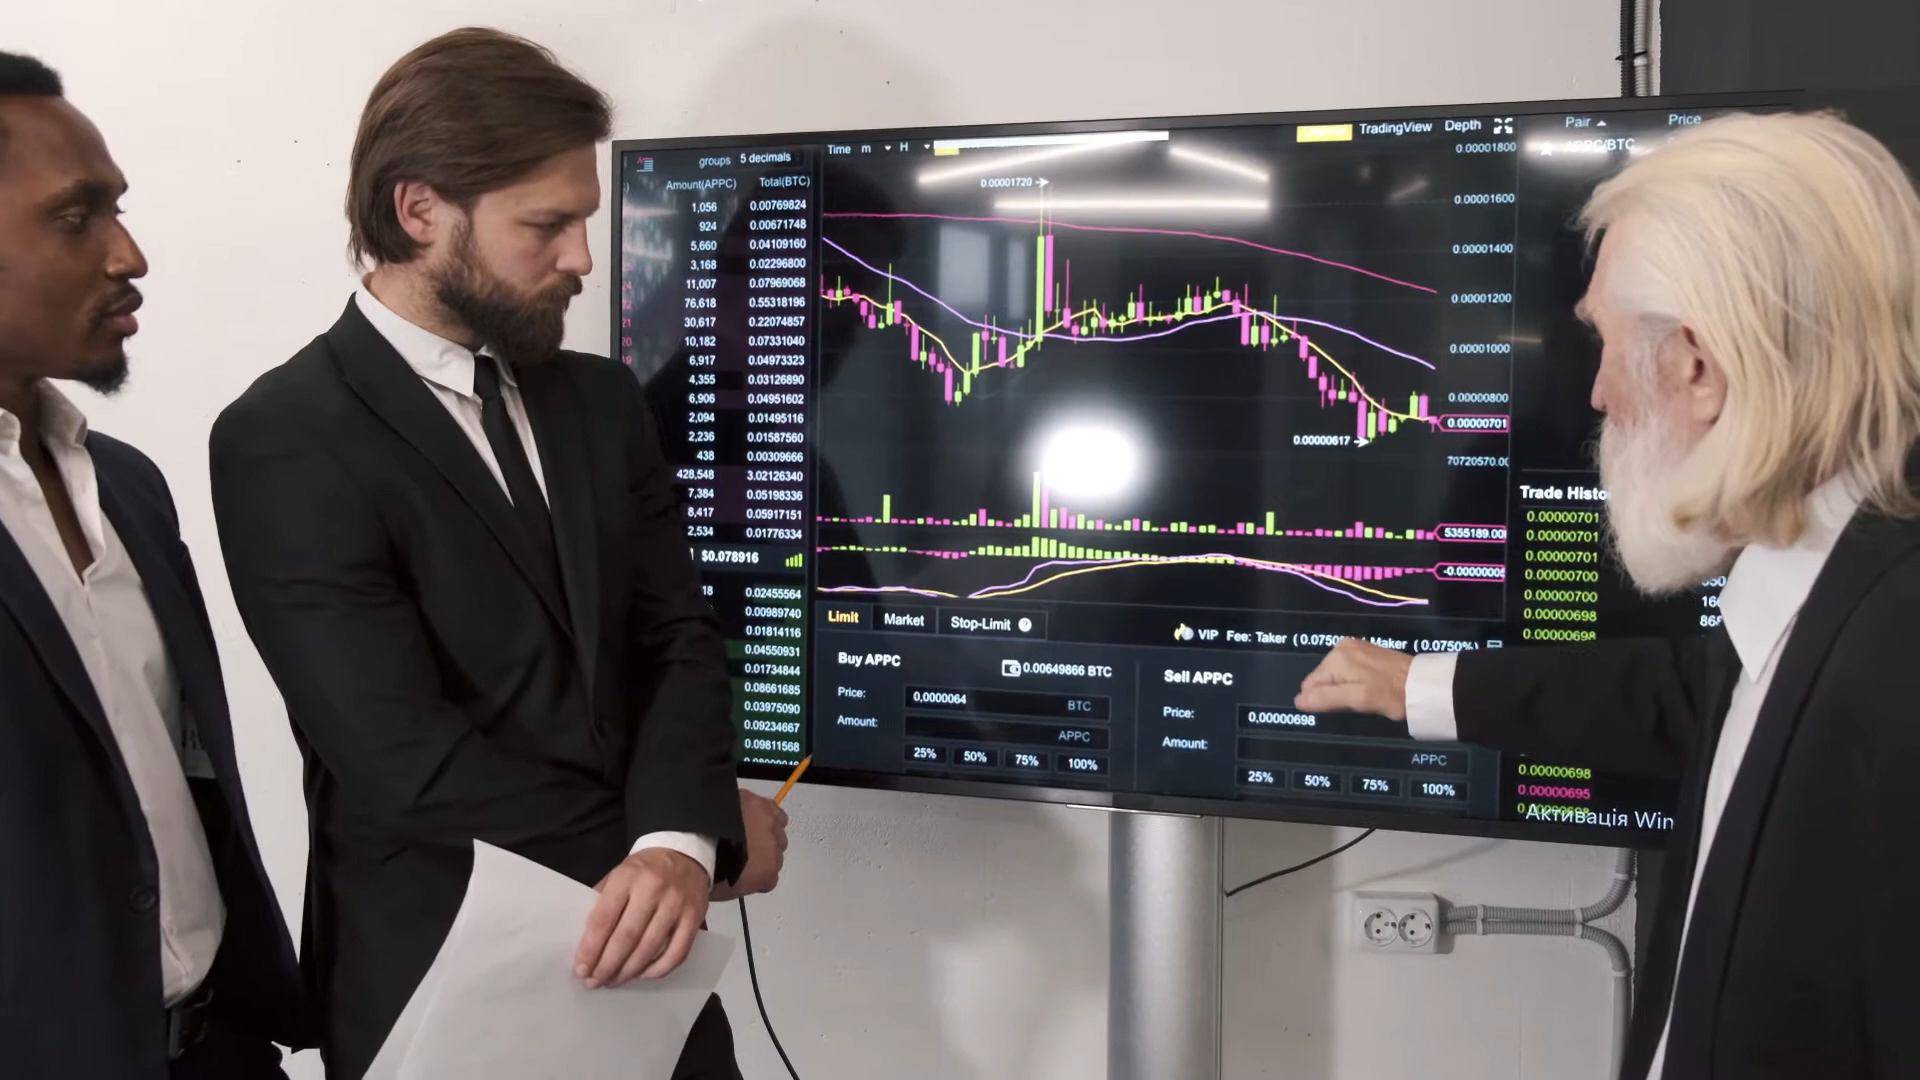 groups 5 decimals
Amount(APPC) Total(BTC)
1,056 0.00769824
924 0.00671748
5,660 0.04109160
3,168 0.02296800
11,007 0.07969068
76,618 0.55318196
30,617 0.22074857
10,182 0.07331040
6,917 0.04973323
4,355 0.03126890
6,906 0.04951602
2,094 0.01495116
2,236 0.01587560
438 0.00309666
428,548 3.02126340
7,384 0.05198336
8,417 0.05917151
2,534 0.01776334
$0.078916
18 0.02455564
0.00989740
0.01814116
0.04550931
0.01734844
0.08661685
0.03975090
0.09234667
0.09811568
Time m H
TradingView Depth
0.00001720
0.00000617
0.00001800
0.00001600
0.00001400
0.00001200
0.00001000
0.00000800
0.00000701
70720570.00
5355189.00
Limit Market Stop-Limit ?
VIP Fee: Taker ( 0.0750% Maker ( 0.0750%)
Buy APPC 0.00649866 BTC
Price: 0,0000064 BTC
Amount: APPC
25% 50% 75% 100%
Sell APPC
Price: 0,00000698
Amount: APPC
25% 50% 75% 100%
Pair Price
APPC/BTC
Trade Histo
0.00000701
0.00000701
0.00000701
0.00000700
0.00000700
0.00000698
0.00000698
0.00000698
0.00000695
Активація Win